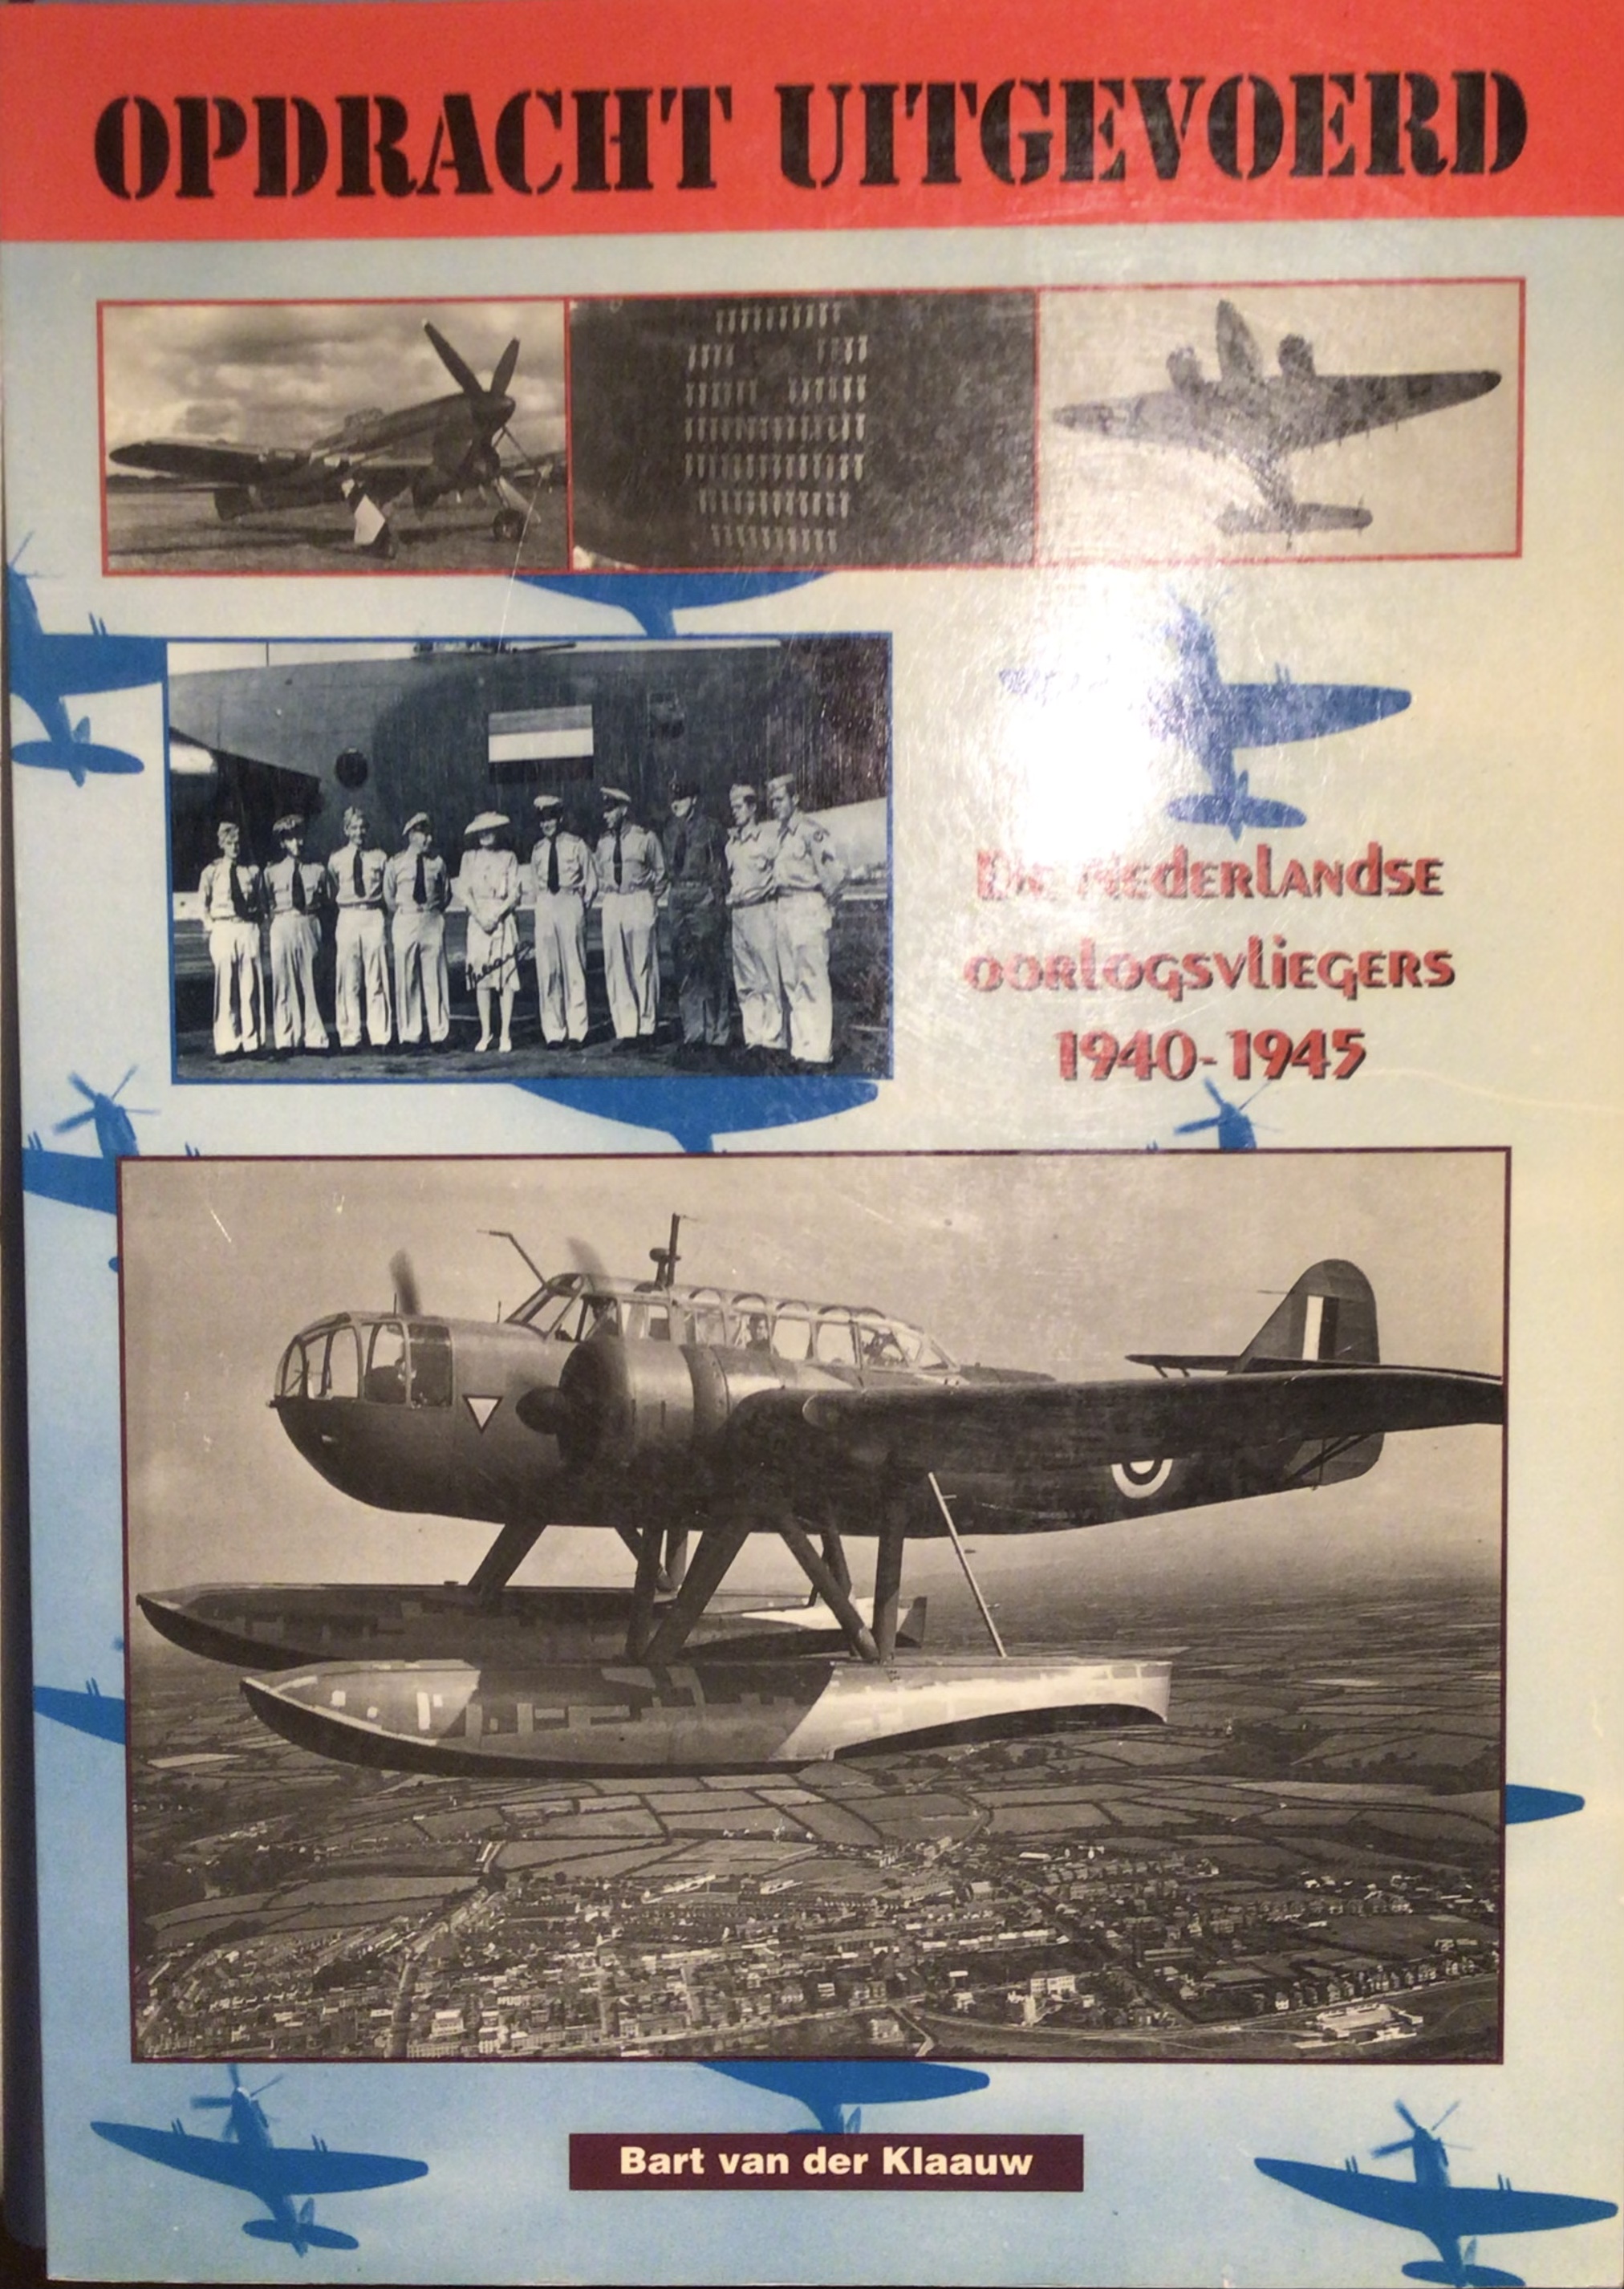 OPDRACHT UITGEVOERD
De Nederlandse
oorlogsvliegers
1940-1945
Bart van der Klaauw